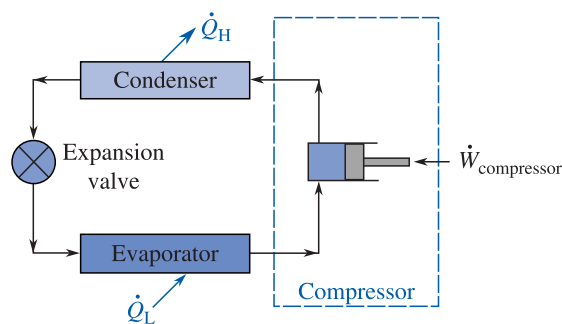 Q̇H
Condenser
Expansion
valve
Ẇcompressor
Evaporator
Compressor
Q̇L